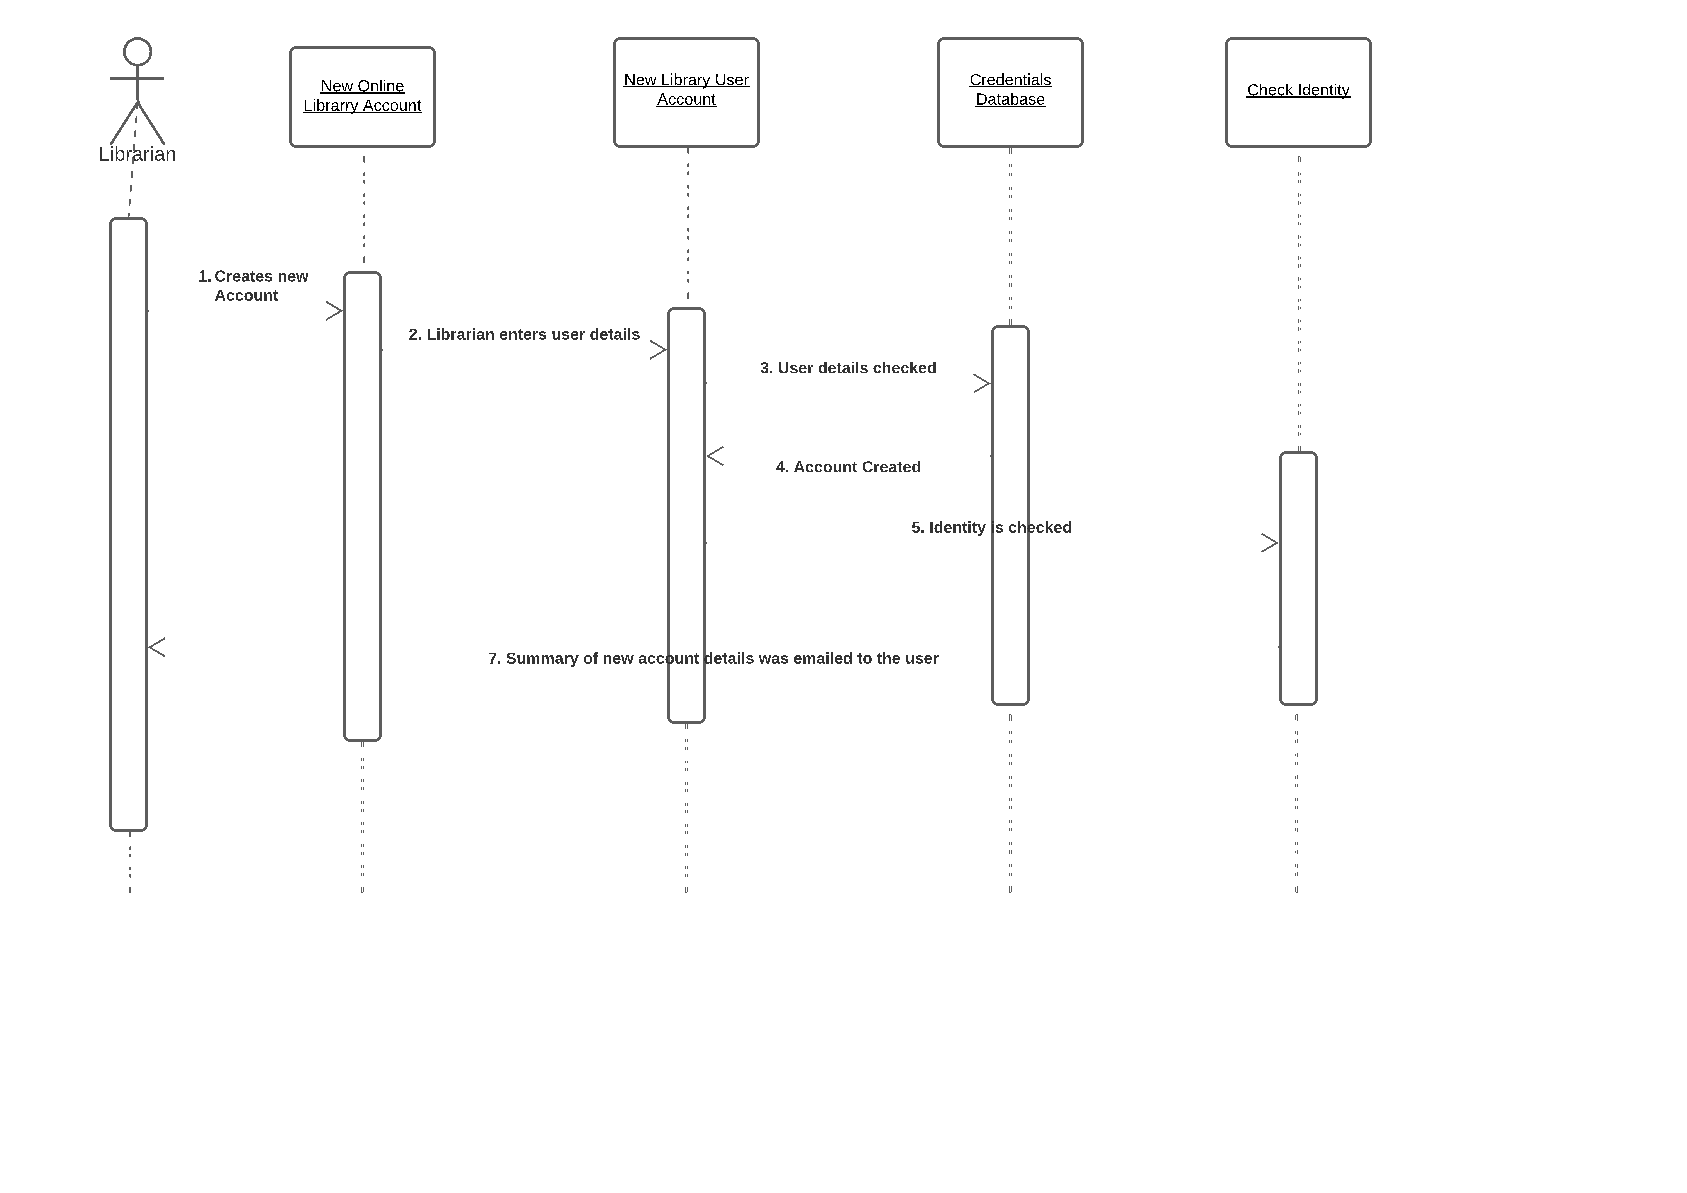 Librarian
New Online
Librarry Account
New Library User
Account
Credentials
Database
Check Identity
1. Creates new
Account
2. Librarian enters user details
3. User details checked
4. Account Created
5. Identity is checked
7. Summary of new account details was emailed to the user